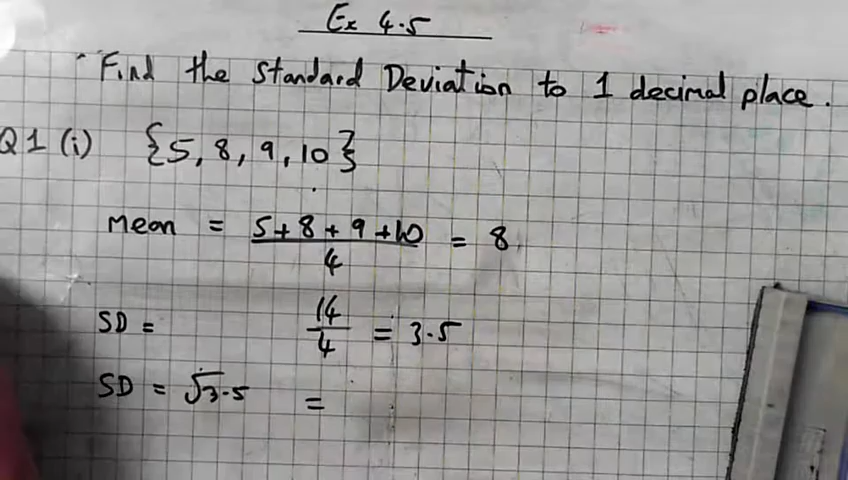 Ex 4.5
Find the Standard Deviation to 1 decimal place.
Q1 (i) {5, 8, 9, 10}
Mean = 5+8+9+10 / 4 = 8
SD = 14/4 = 3.5
SD = √3.5 =